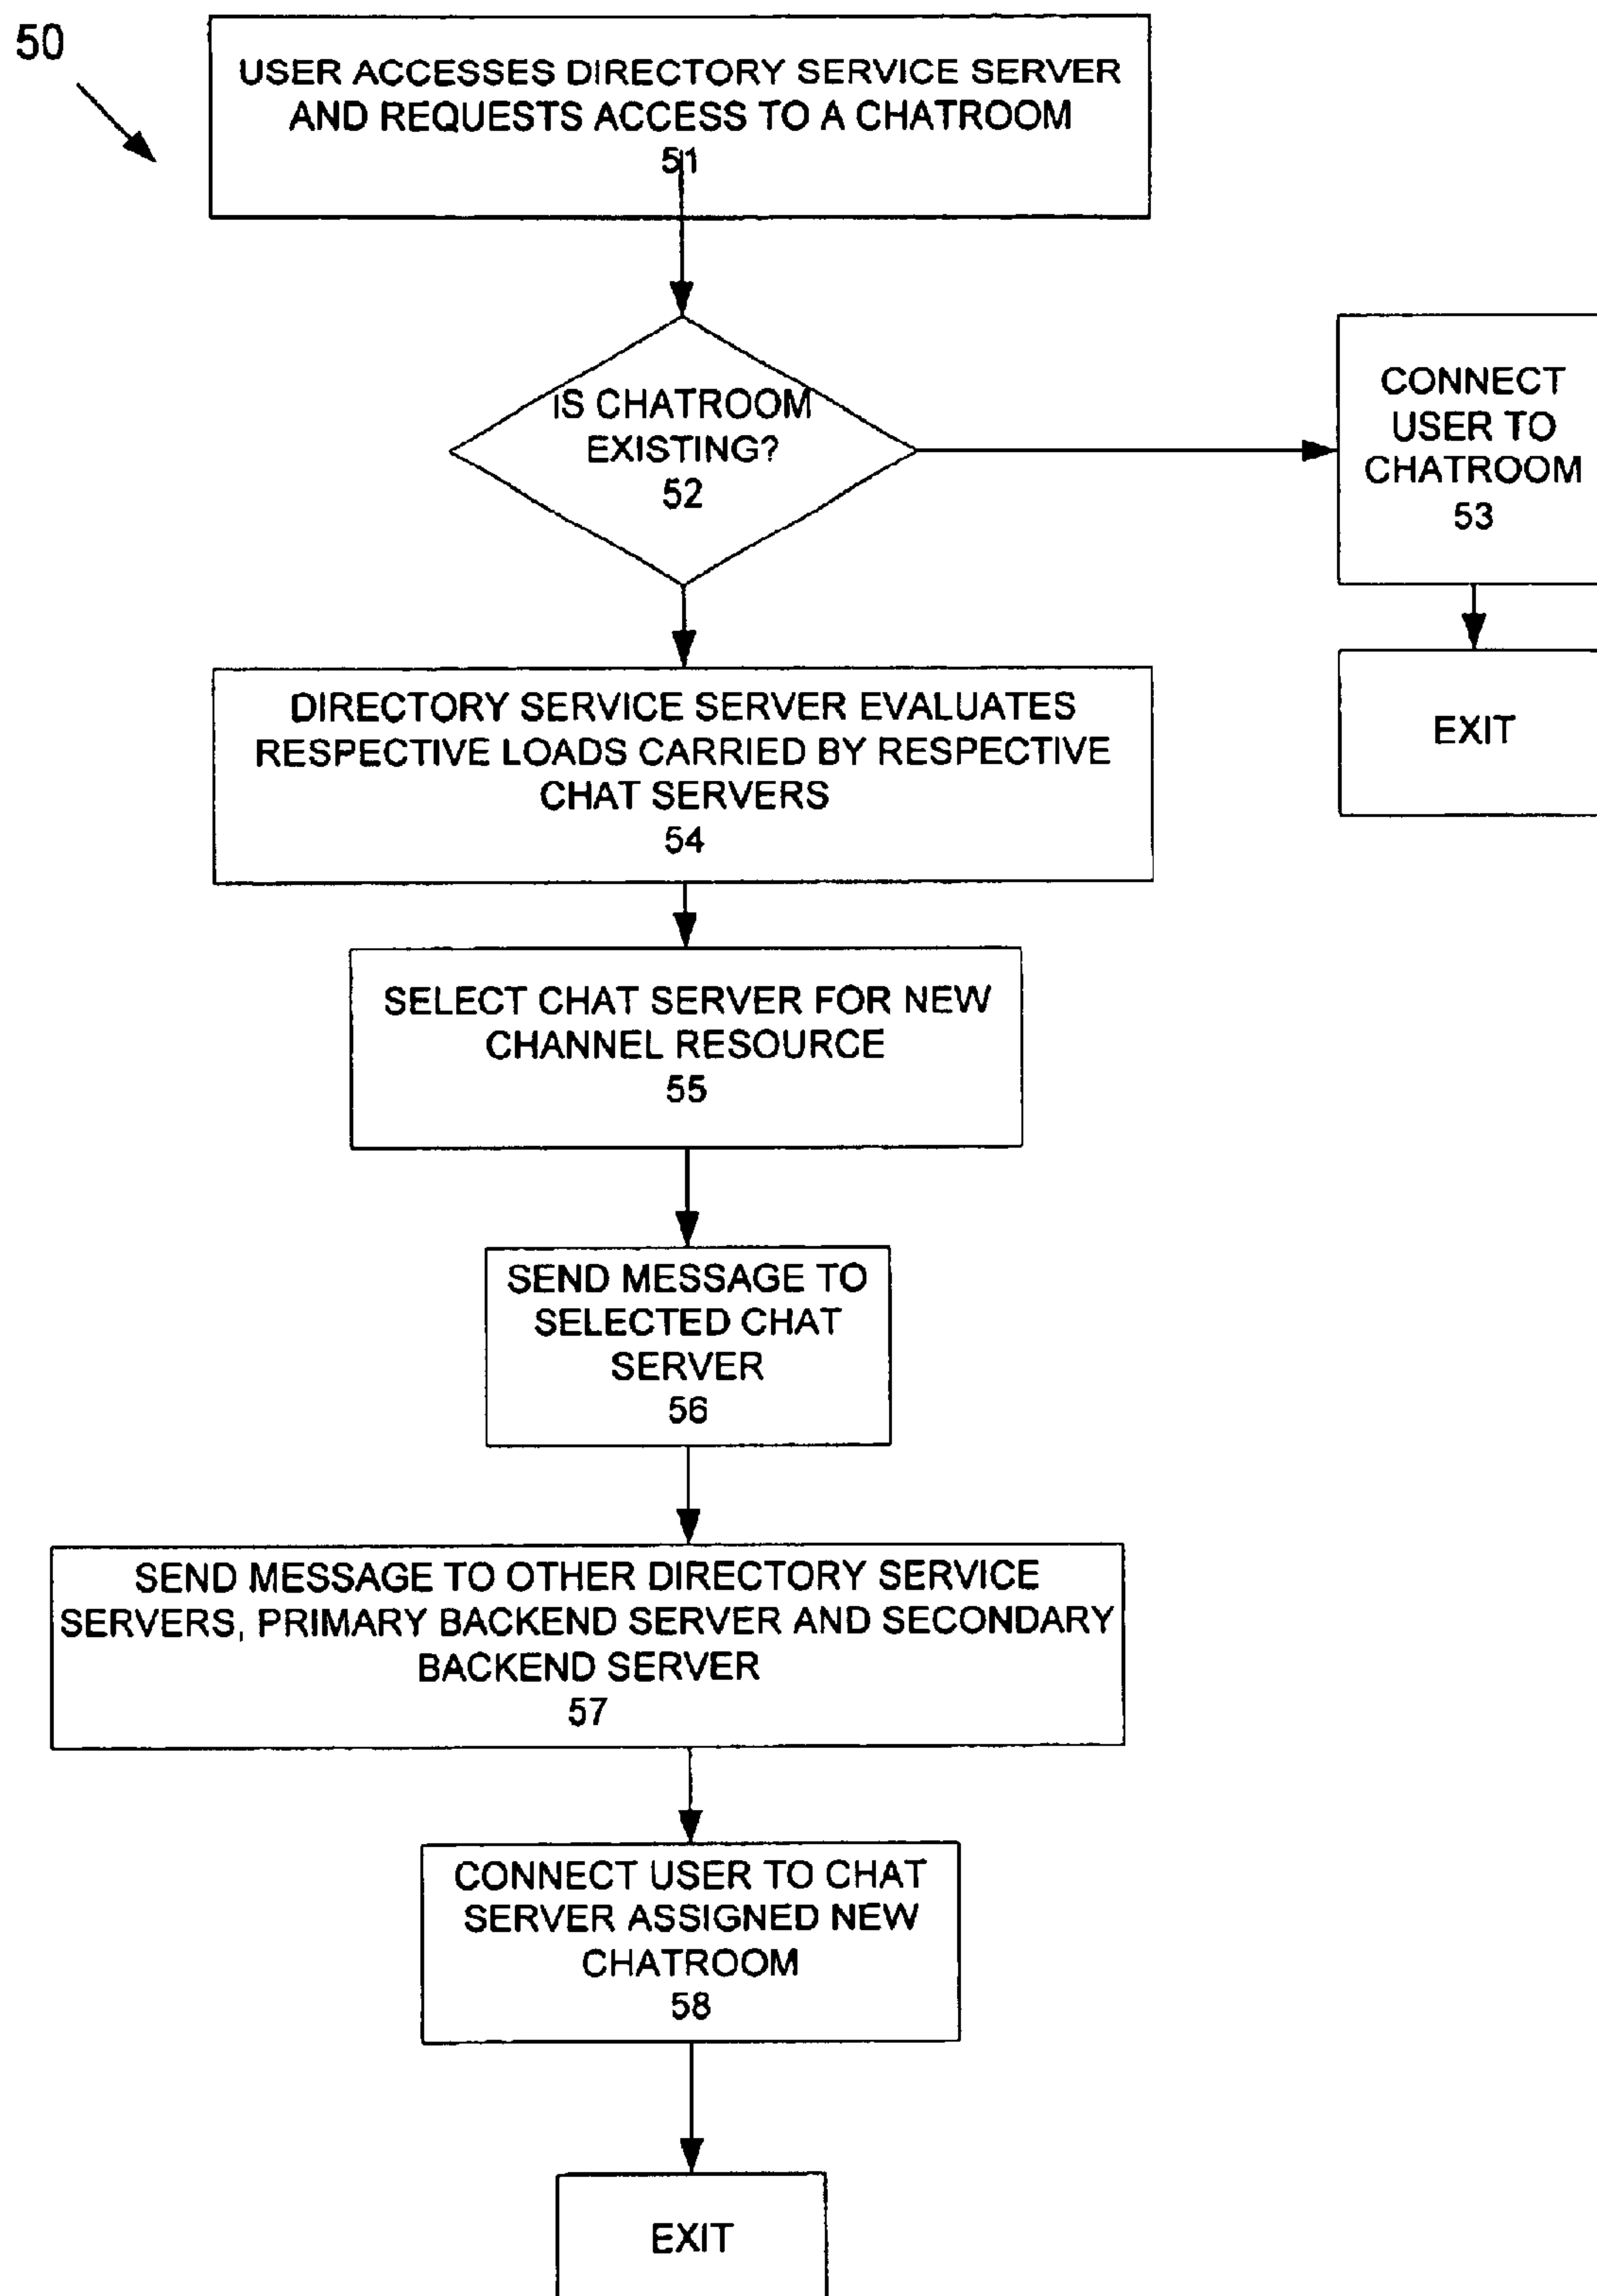 50
USER ACCESSES DIRECTORY SERVICE SERVER
AND REQUESTS ACCESS TO A CHATROOM
51
IS CHATROOM
EXISTING?
52
CONNECT
USER TO
CHATROOM
53
EXIT
DIRECTORY SERVICE SERVER EVALUATES
RESPECTIVE LOADS CARRIED BY RESPECTIVE
CHAT SERVERS
54
SELECT CHAT SERVER FOR NEW
CHANNEL RESOURCE
55
SEND MESSAGE TO
SELECTED CHAT
SERVER
56
SEND MESSAGE TO OTHER DIRECTORY SERVICE
SERVERS, PRIMARY BACKEND SERVER AND SECONDARY
BACKEND SERVER
57
CONNECT USER TO CHAT
SERVER ASSIGNED NEW
CHATROOM
58
EXIT